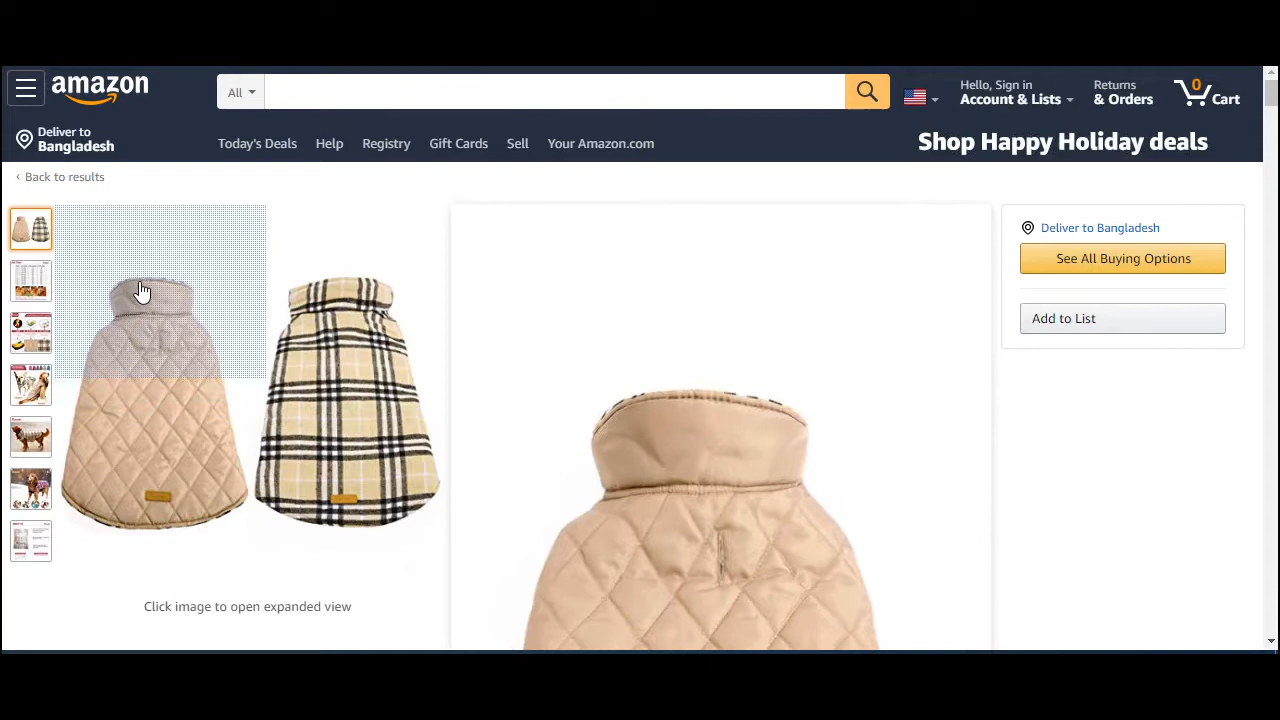 amazon
All
Hello, Sign in
Account & Lists
Returns
& Orders
0
Cart
Deliver to
Bangladesh
Today's Deals
Help
Registry
Gift Cards
Sell
Your Amazon.com
Shop Happy Holiday deals
‹ Back to results
Deliver to Bangladesh
See All Buying Options
Add to List
Click image to open expanded view